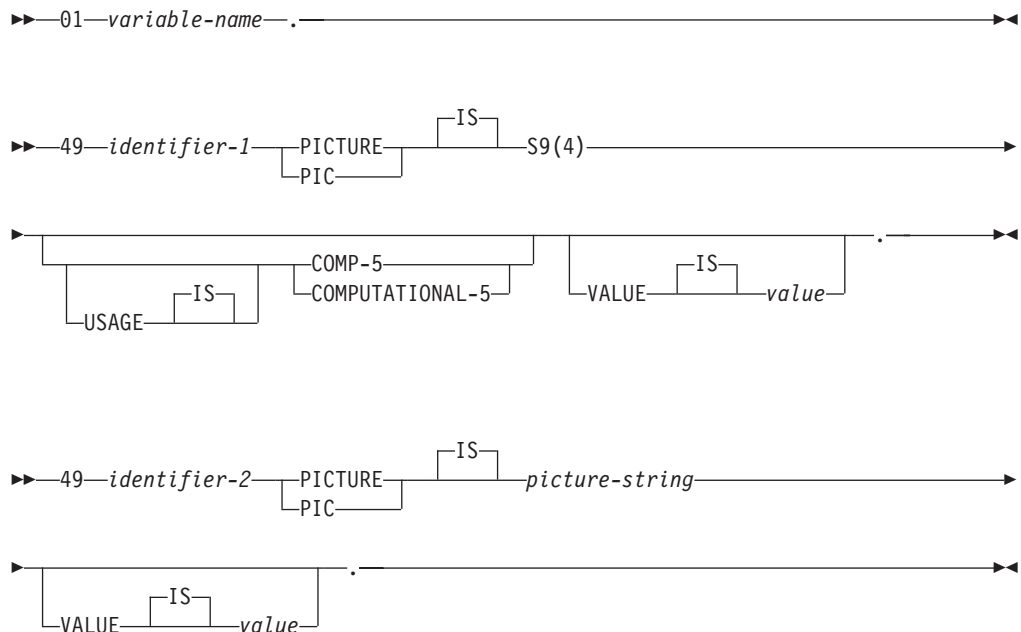 01 variable-name .
IS
49 identifier-1 PICTURE S9(4)
PIC
COMP-5 .
IS COMPUTATIONAL-5 IS
USAGE VALUE value
IS
49 identifier-2 PICTURE picture-string
PIC
.
IS
VALUE value